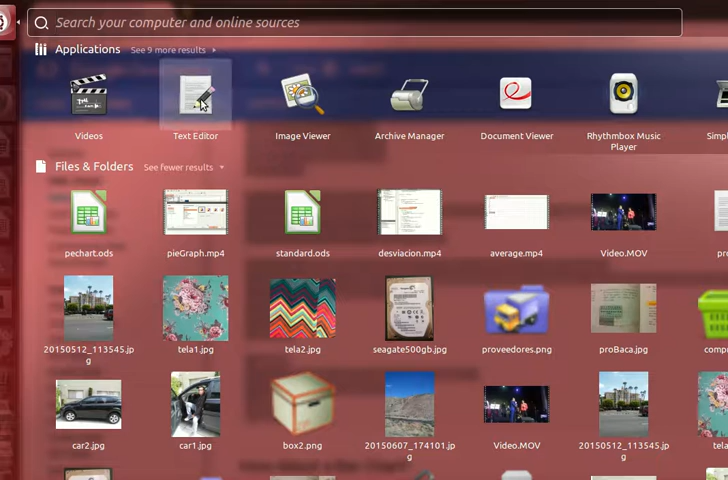 Search your computer and online sources
Applications See 9 more results
Videos Text Editor Image Viewer Archive Manager Document Viewer Rhythmbox Music
Player
Files & Folders See fewer results
pechart.ods pieGraph.mp4 standard.ods desviacion.mp4 average.mp4 Video.MOV
20150512_113545.jp tela1.jpg tela2.jpg seagate500gb.jpg proveedores.png proBaca.jpg
g
car2.jpg car1.jpg box2.png 20150607_174101.jp Video.MOV 20150512_113545.jp
g g